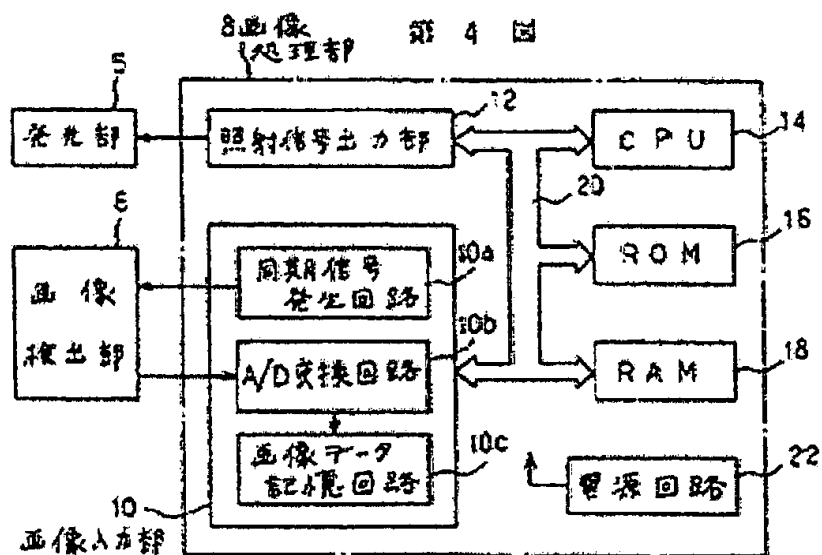 第 4 図
8画像
処理部
5
発光部
12
照射信号出力部
CPU
14
20
6
画像
検出部
同期信号
発生回路
10a
ROM
16
10b
A/D変換回路
RAM
18
画像データ
記憶回路
10c
10
画像入力部
電源回路
22